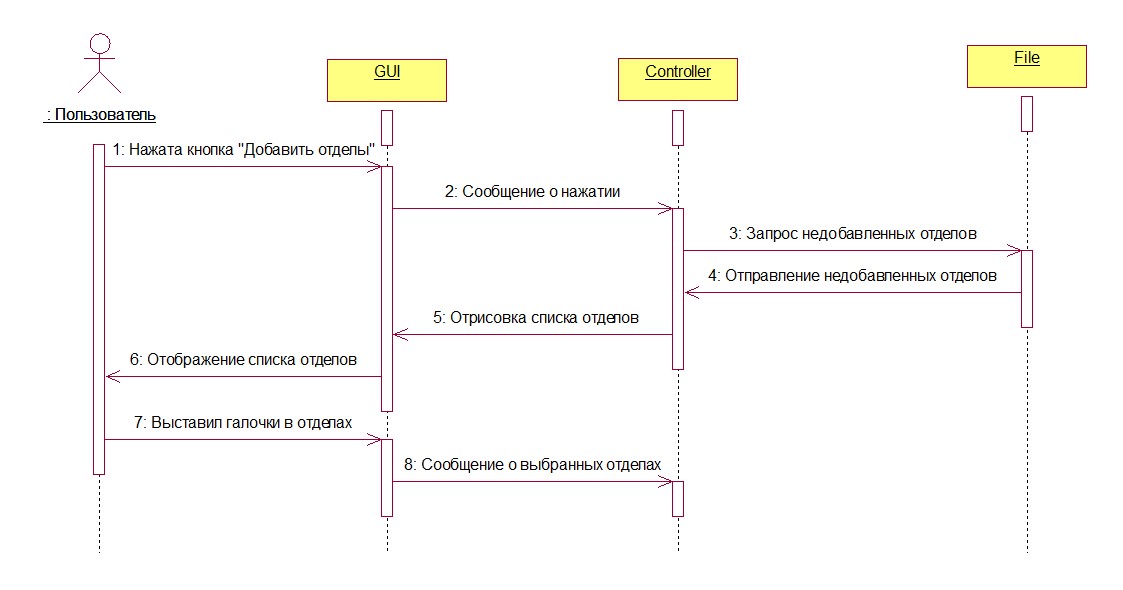 GUI
Controller
File
: Пользователь
1: Нажата кнопка "Добавить отделы"
2: Сообщение о нажатии
3: Запрос недобавленных отделов
4: Отправление недобавленных отделов
5: Отрисовка списка отделов
6: Отображение списка отделов
7: Выставил галочки в отделах
8: Сообщение о выбранных отделах